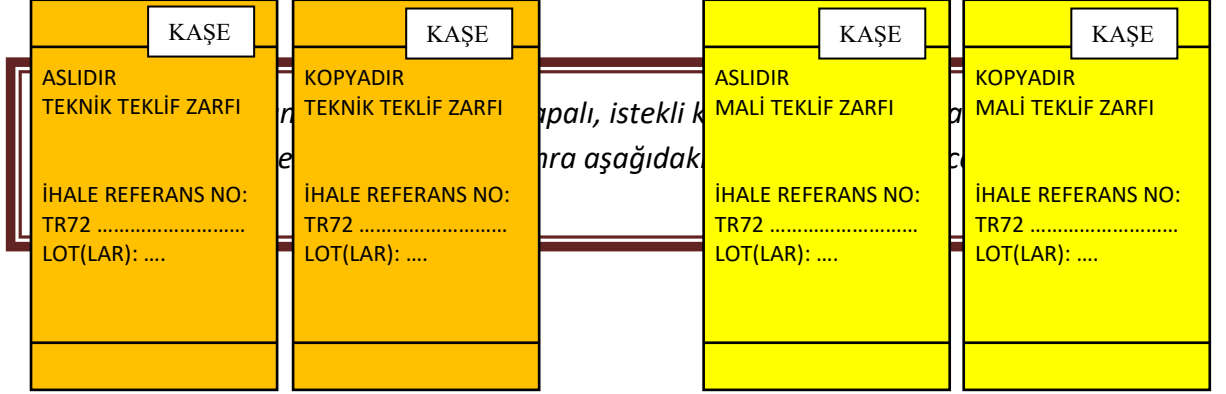 KAŞE
ASLIDIR
TEKNİK TEKLİF ZARFI
İHALE REFERANS NO:
TR72 ………………………
LOT(LAR): ….
KAŞE
KOPYADIR
TEKNİK TEKLİF ZARFI
İHALE REFERANS NO:
TR72 ………………………
LOT(LAR): ….
istekli
aşağıdaki
KAŞE
ASLIDIR
MALİ TEKLİF ZARFI
İHALE REFERANS NO:
TR72 ………………………
LOT(LAR): ….
KAŞE
KOPYADIR
MALİ TEKLİF ZARFI
İHALE REFERANS NO:
TR72 ………………………
LOT(LAR): ….